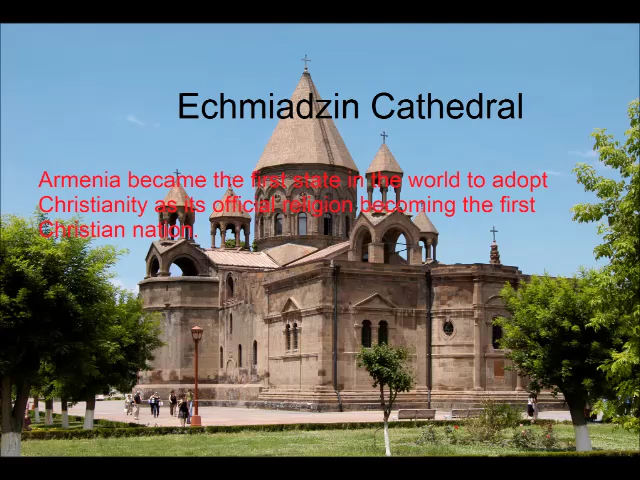 Echmiadzin Cathedral
Armenia became the first state in the world to adopt
Christianity as its official religion becoming the first
Christian nation.